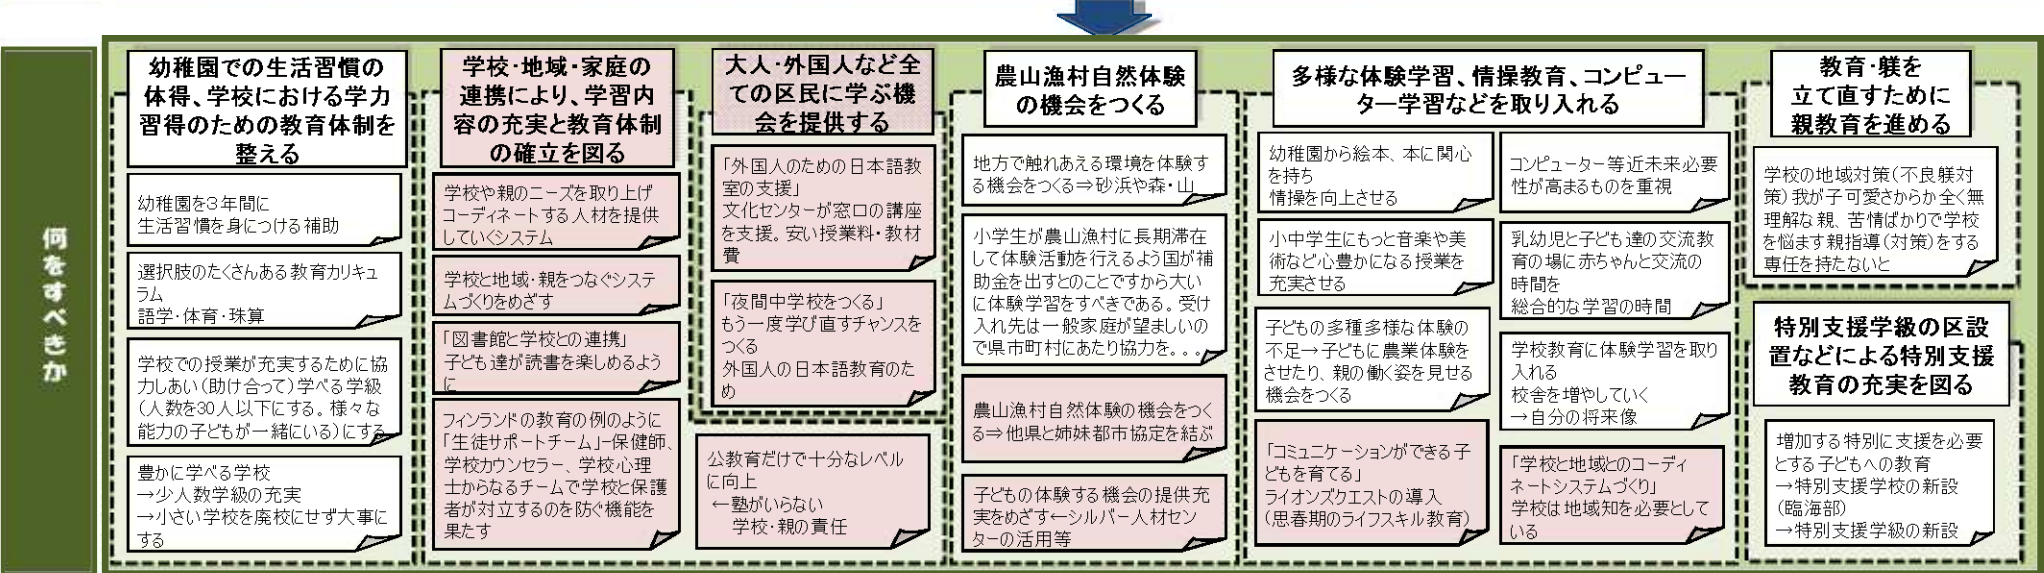 何をすべきか
幼稚園での生活習慣の
体得、学校における学力
習得のための教育体制を
整える
幼稚園を３年間に
生活習慣を身につける補助
選択肢のたくさんある教育カリキュ
ラム
語学・体育・珠算
学校での授業が充実するために協
力しあい（助け合って）学べる学級
（人数を30人以下にする。様々な
能力の子どもが一緒にいる）にする
豊かに学べる学校
→少人数学級の充実
→小さい学校を廃校にせず大事に
する
学校・地域・家庭の
連携により、学習内
容の充実と教育体制
の確立を図る
学校や親のニーズを取り上げ
コーディネートする人材を提供
していくシステム
学校と地域・親をつなぐシステ
ムづくりをめざす
「図書館と学校との連携」
子ども達が読書を楽しめるよう
に
フィンランドの教育の例のように
「生徒サポートチーム」-保健師、
学校カウンセラー、学校心理
士からなるチームで学校と保護
者が対立するのを防ぐ機能を
果たす
大人・外国人など全
ての区民に学ぶ機
会を提供する
「外国人のための日本語教
室の支援」
文化センターが窓口の講座
を支援。安い授業料・教材
費
「夜間中学校をつくる」
もう一度学び直すチャンスを
つくる
外国人の日本語教育のた
め
公教育だけで十分なレベル
に向上
←塾がいらない
学校・親の責任
農山漁村自然体験
の機会をつくる
地方で触れあえる環境を体験す
る機会をつくる⇒砂浜や森・山
小学生が農山漁村に長期滞在
して体験活動を行えるよう国が補
助金を出すとのことですから大い
に体験学習をすべきである。受け
入れ先は一般家庭が望ましいの
で県市町村にあたり協力を．．．
農山漁村自然体験の機会をつく
る⇒他県と姉妹都市協定を結ぶ
子どもの体験する機会の提供充
実をめざす←シルバー人材セン
ターの活用等
多様な体験学習、情操教育、コンピュー
ター学習などを取り入れる
幼稚園から絵本、本に関心
を持ち
情操を向上させる
小中学生にもっと音楽や美
術など心豊かになる授業を
充実させる
子どもの多種多様な体験の
不足→子どもに農業体験を
させたり、親の働く姿を見せる
機会をつくる
「コミュニケーションができる子
どもを育てる」
ライオンズクエストの導入
（思春期のライフスキル教育）
コンピューター等近未来必要
性が高まるものを重視
乳幼児と子ども達の交流教
育の場に赤ちゃんと交流の
時間を
総合的な学習の時間
学校教育に体験学習を取り
入れる
校舎を増やしていく
→自分の将来像
「学校と地域とのコーディ
ネートシステムづくり」
学校は地域知を必要として
いる
教育・躾を
立て直すために
親教育を進める
学校の地域対策（不良躾対
策）我が子可愛さからか全く無
理解な親、苦情ばかりで学校
を悩ます親指導（対策）をする
専任を持たないと
特別支援学級の区設
置などによる特別支援
教育の充実を図る
増加する特別に支援を必要
とする子どもへの教育
→特別支援学校の新設
（臨海部）
→特別支援学級の新設